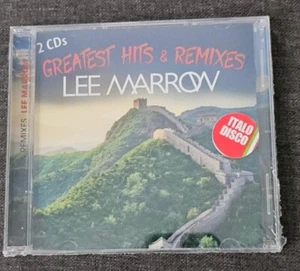 2 CDs
GREATEST HITS & REMIXES
LEE MARROW
ITALO
DISCO
REMIXES LEE MARROW